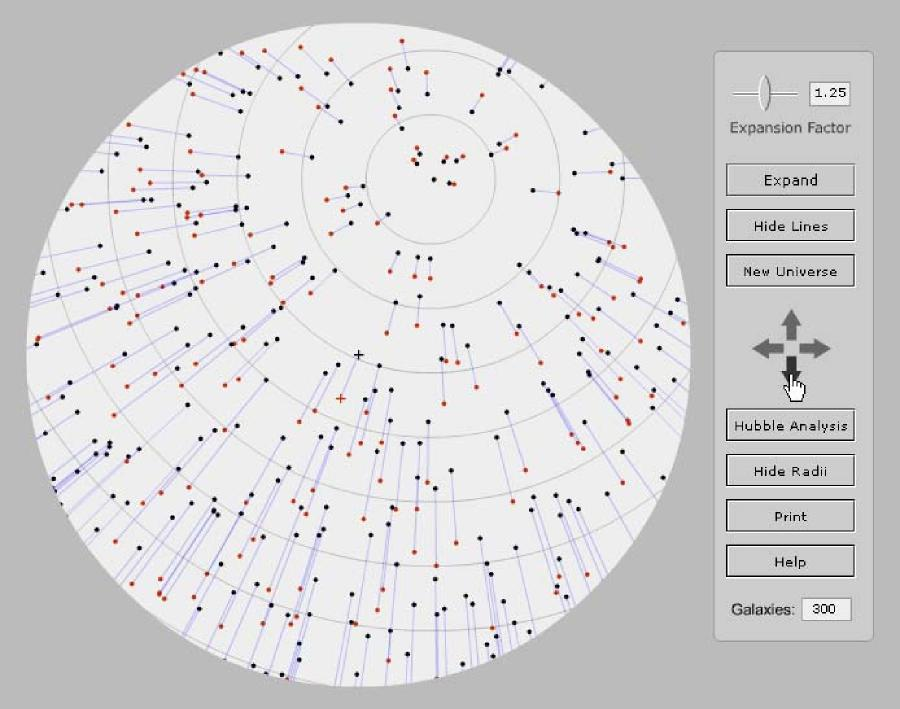 1.25
Expansion Factor
Expand
Hide Lines
New Universe
Hubble Analysis
Hide Radii
Print
Help
Galaxies: 300